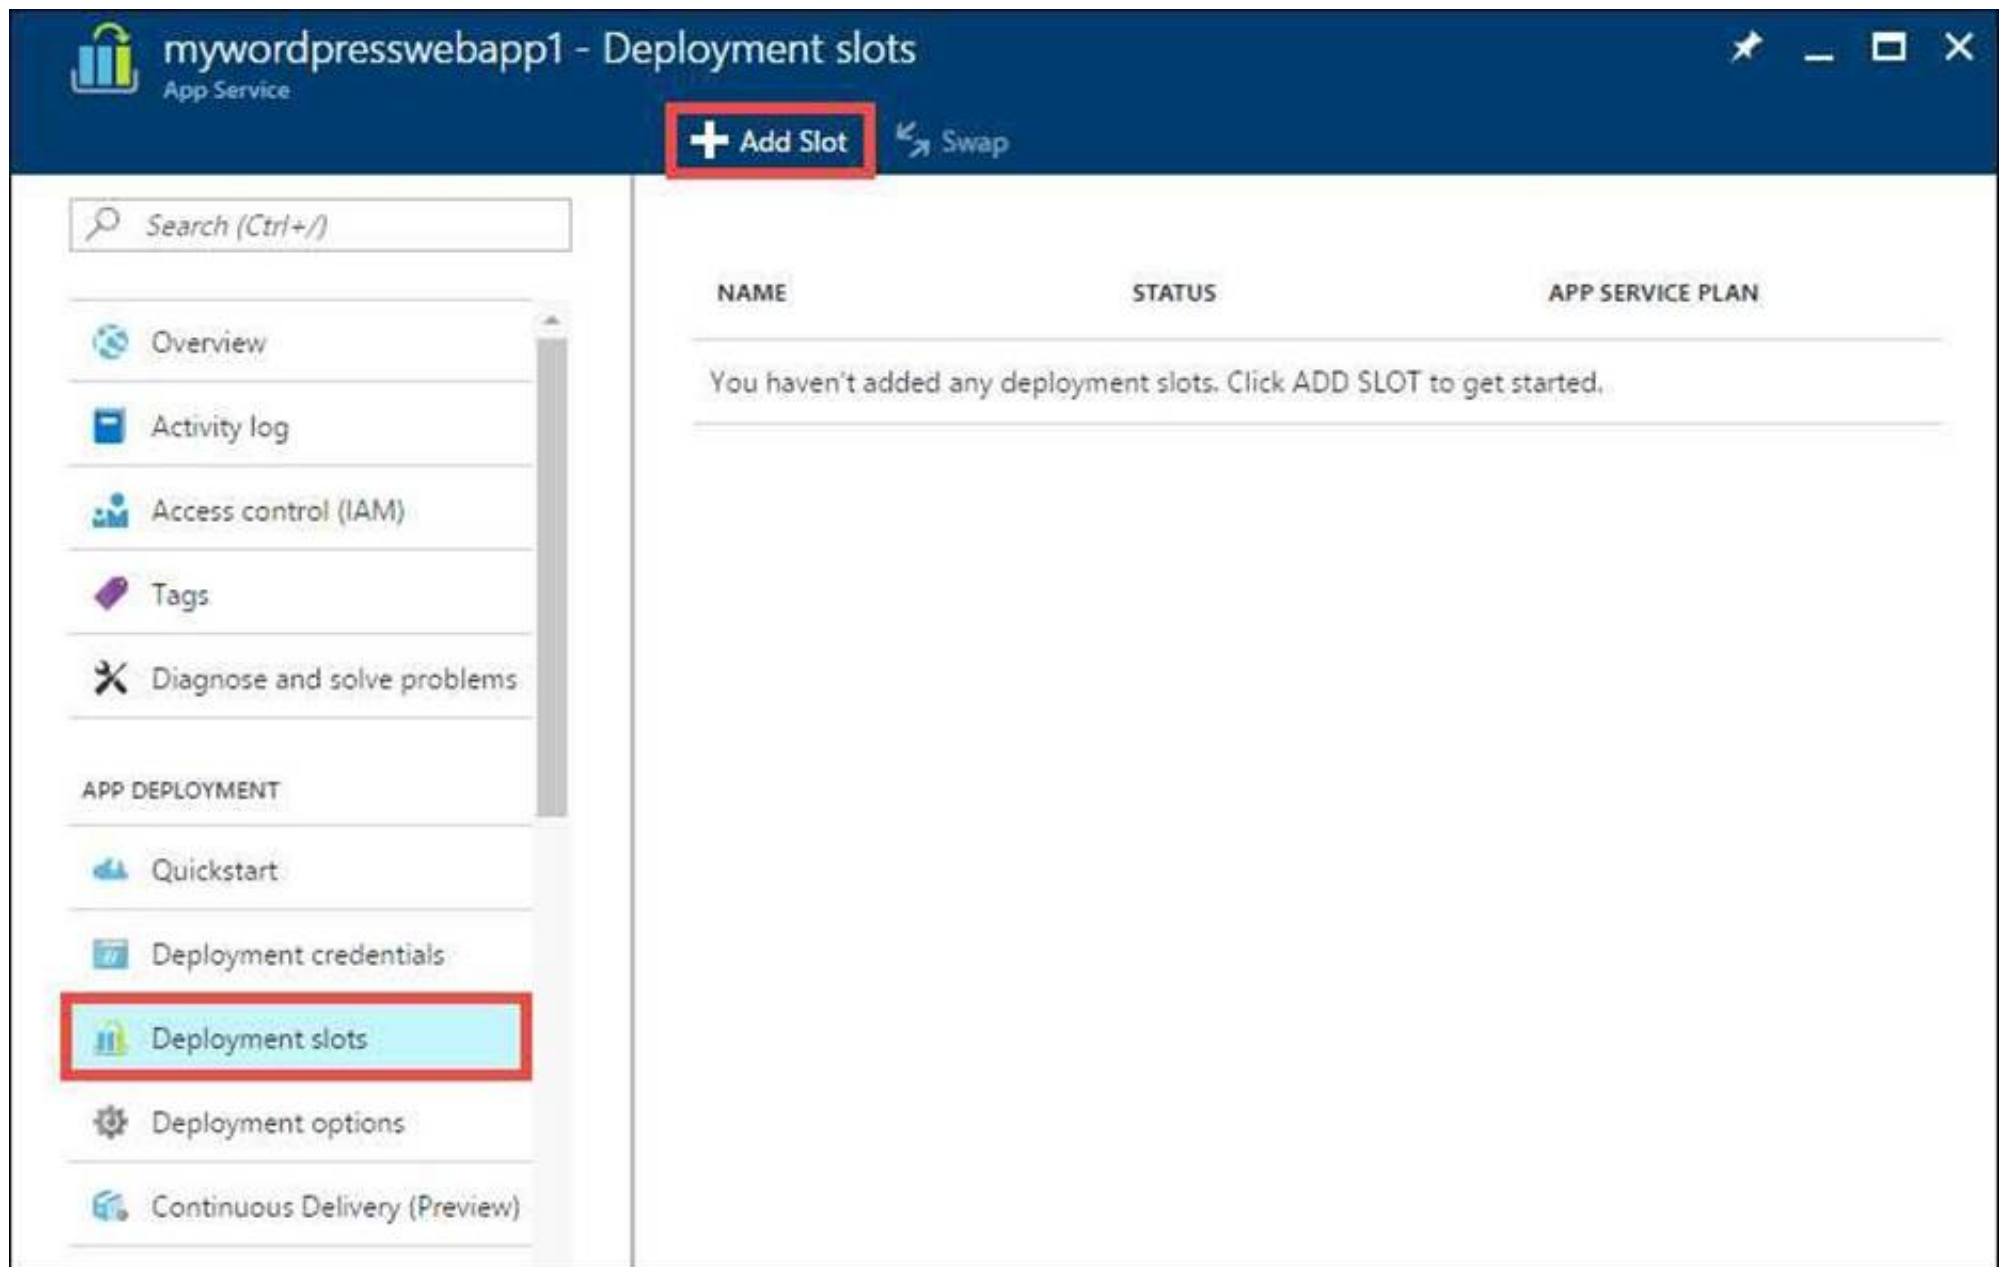 mywordpresswebapp1 - Deployment slots
App Service
Add Slot
Swap
Search (Ctrl+/)
Overview
Activity log
Access control (IAM)
Tags
Diagnose and solve problems
APP DEPLOYMENT
Quickstart
Deployment credentials
Deployment slots
Deployment options
Continuous Delivery (Preview)
NAME STATUS APP SERVICE PLAN
You haven't added any deployment slots. Click ADD SLOT to get started.